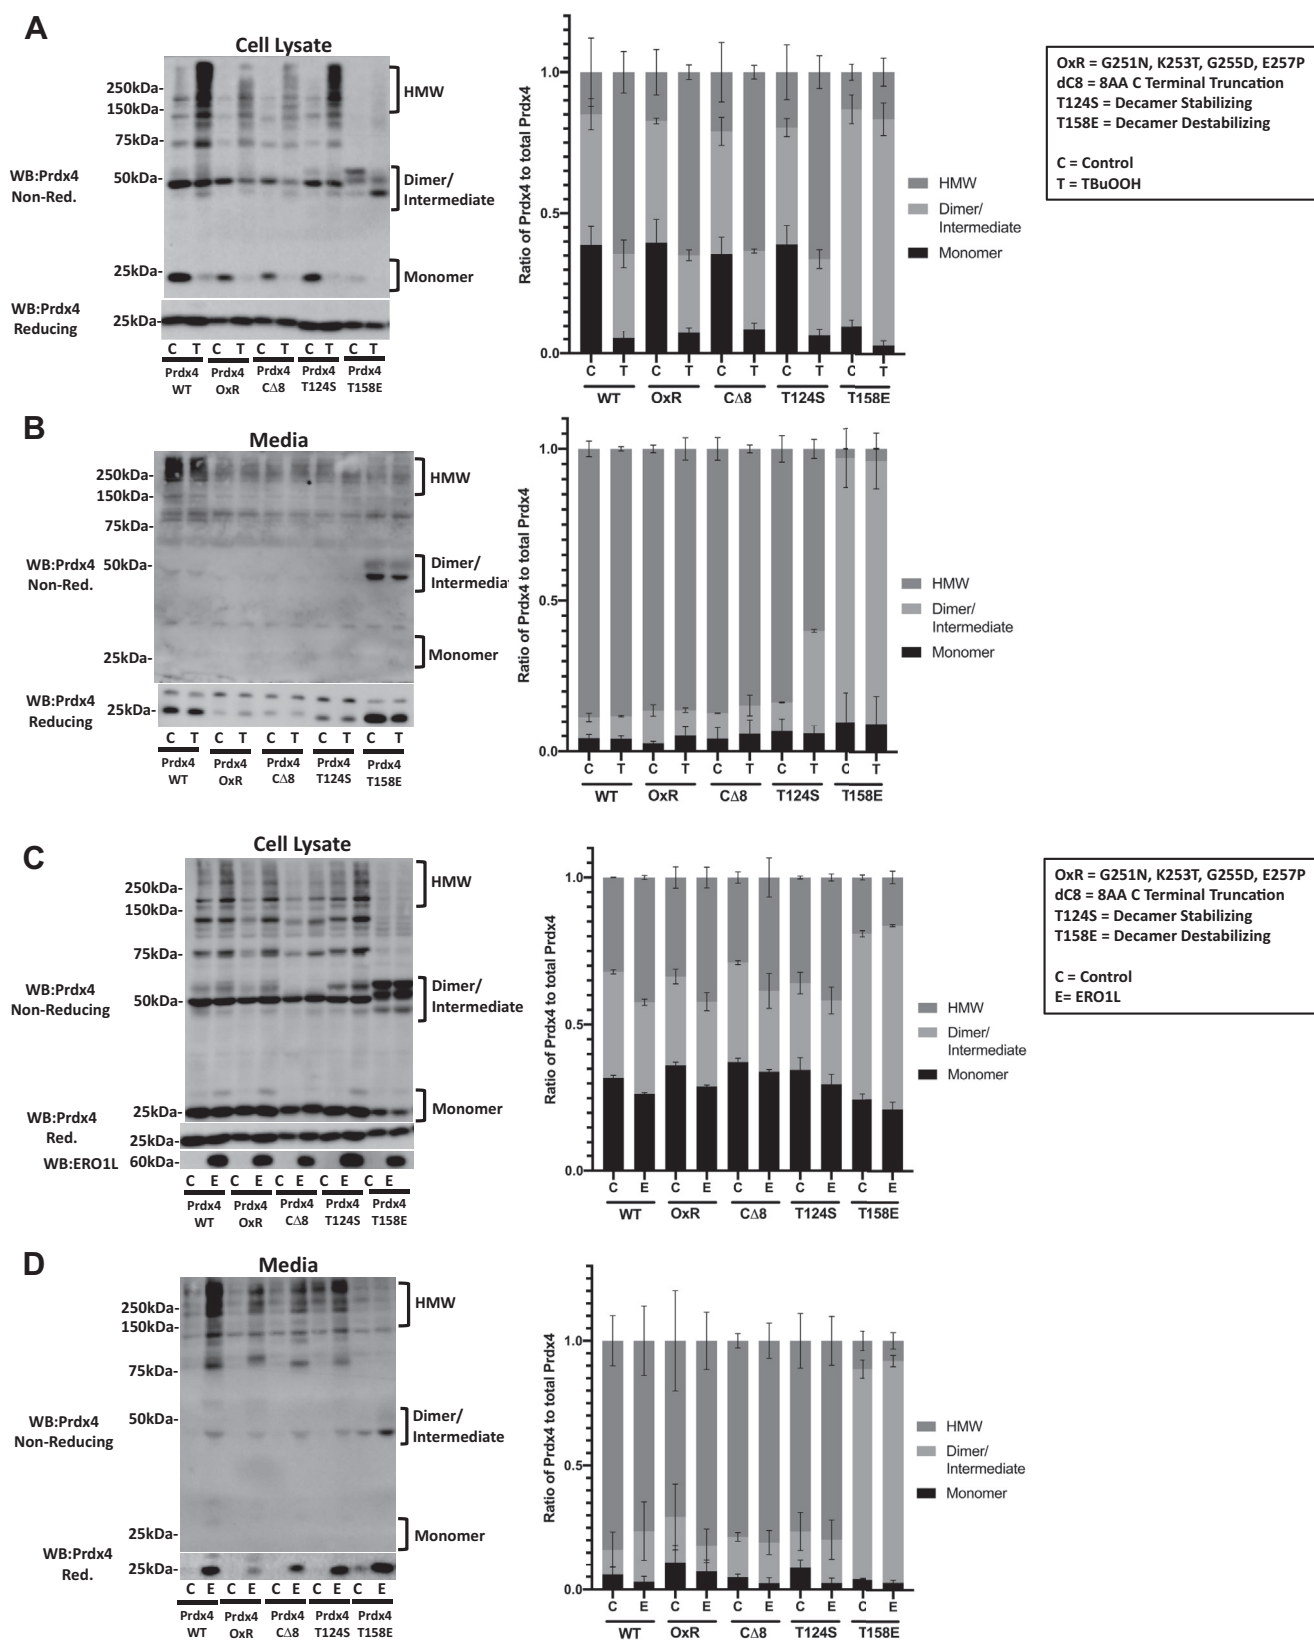 A
Cell Lysate
250kDa-
150kDa-
75kDa-
50kDa-
25kDa-
HMW
Dimer/
Intermediate
Monomer
WB:Prdx4
Non-Red.
WB:Prdx4
Reducing
25kDa-
C T C T C T C T C T
Prdx4 WT
Prdx4 OxR
Prdx4 CΔ8
Prdx4 T124S
Prdx4 T158E
Ratio of Prdx4 to total Prdx4
1.0
0.5
0.0
C T C T C T C T C T
WT OxR CΔ8 T124S T158E
HMW
Dimer/
Intermediate
Monomer
OxR = G251N, K253T, G255D, E257P
dC8 = 8AA C Terminal Truncation
T124S = Decamer Stabilizing
T158E = Decamer Destabilizing
C = Control
T = TBuOOH
B
Media
250kDa-
150kDa-
75kDa-
50kDa-
25kDa-
HMW
Dimer/
Intermedia
Monomer
WB:Prdx4
Non-Red.
WB:Prdx4
Reducing
25kDa-
C T C T C T C T C T
Prdx4 WT
Prdx4 OxR
Prdx4 CΔ8
Prdx4 T124S
Prdx4 T158E
Ratio of Prdx4 to total Prdx4
1.0
0.5
0.0
C T C T C T C T C T
WT OxR CΔ8 T124S T158E
HMW
Dimer/
Intermediate
Monomer
C
Cell Lysate
250kDa-
150kDa-
75kDa-
50kDa-
25kDa-
HMW
Dimer/
Intermediate
Monomer
WB:Prdx4
Non-Reducing
WB:Prdx4
Red.
25kDa-
WB:ERO1L 60kDa-
C E C E C E C E C E
Prdx4 WT
Prdx4 OxR
Prdx4 CΔ8
Prdx4 T124S
Prdx4 T158E
Ratio of Prdx4 to total Prdx4
1.0
0.5
0.0
C E C E C E C E C E
WT OxR CΔ8 T124S T158E
HMW
Dimer/
Intermediate
Monomer
OxR = G251N, K253T, G255D, E257P
dC8 = 8AA C Terminal Truncation
T124S = Decamer Stabilizing
T158E = Decamer Destabilizing
C = Control
E= ERO1L
D
Media
250kDa-
150kDa-
75kDa-
50kDa-
25kDa-
HMW
Dimer/
Intermediate
Monomer
WB:Prdx4
Non-Reducing
WB:Prdx4
Red.
25kDa-
C E C E C E C E C E
Prdx4 WT
Prdx4 OxR
Prdx4 CΔ8
Prdx4 T124S
Prdx4 T158E
Ratio of Prdx4 to total Prdx4
1.0
0.5
0.0
C E C E C E C E C E
WT OxR CΔ8 T124S T158E
HMW
Dimer/
Intermediate
Monomer